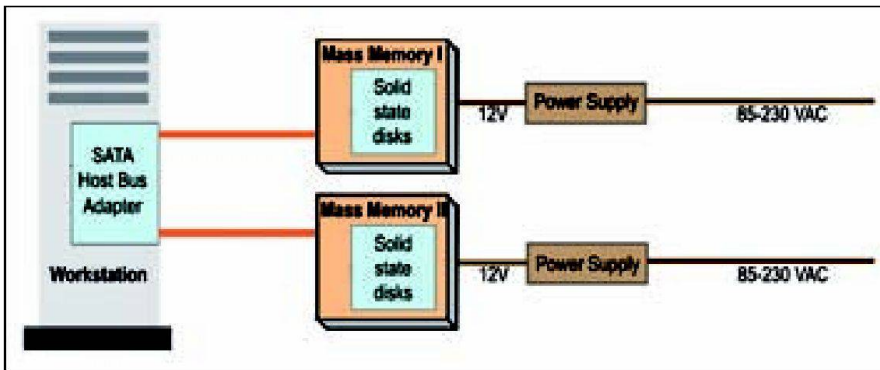 Mass Memory I
Solid
state
disks
12V
Power Supply
85-230 VAC
SATA
Host Bus
Adapter
Workstation
Mass Memory II
Solid
state
disks
12V
Power Supply
85-230 VAC